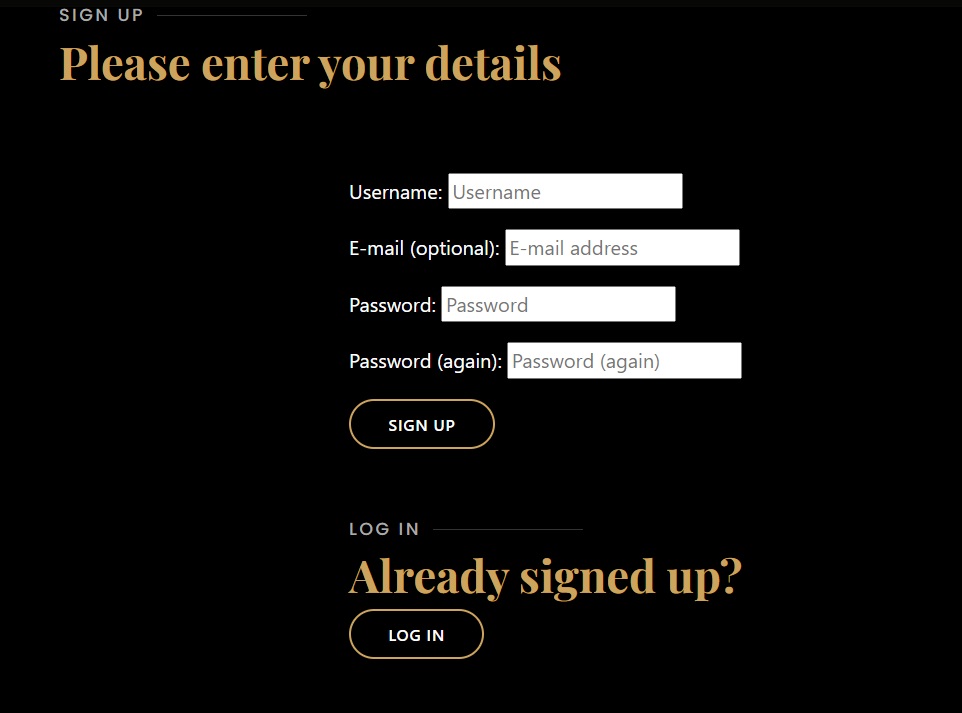 SIGN UP
Please enter your details
Username: Username
E-mail (optional): E-mail address
Password: Password
Password (again): Password (again)
SIGN UP
LOG IN
Already signed up?
LOG IN